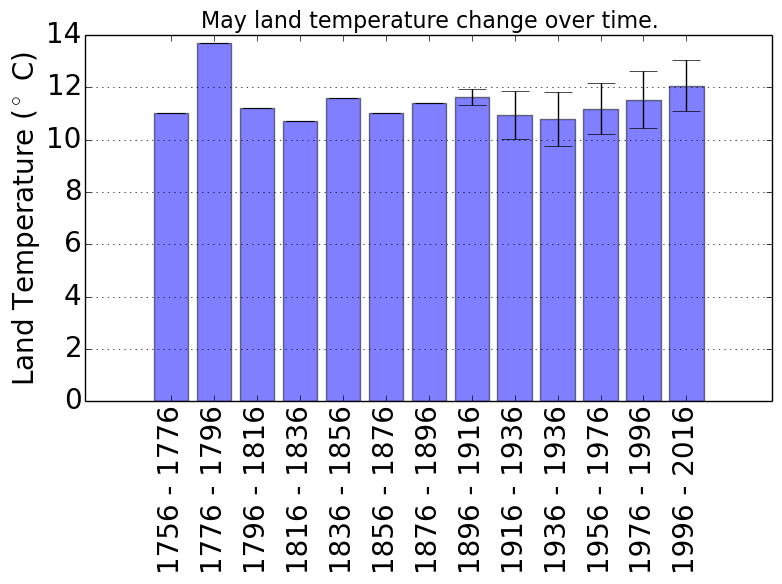 May land temperature change over time.
Land Temperature (° C)
14
12
10
8
6
4
2
0
1756 - 1776
1776 - 1796
1796 - 1816
1816 - 1836
1836 - 1856
1856 - 1876
1876 - 1896
1896 - 1916
1916 - 1936
1936 - 1936
1956 - 1976
1976 - 1996
1996 - 2016